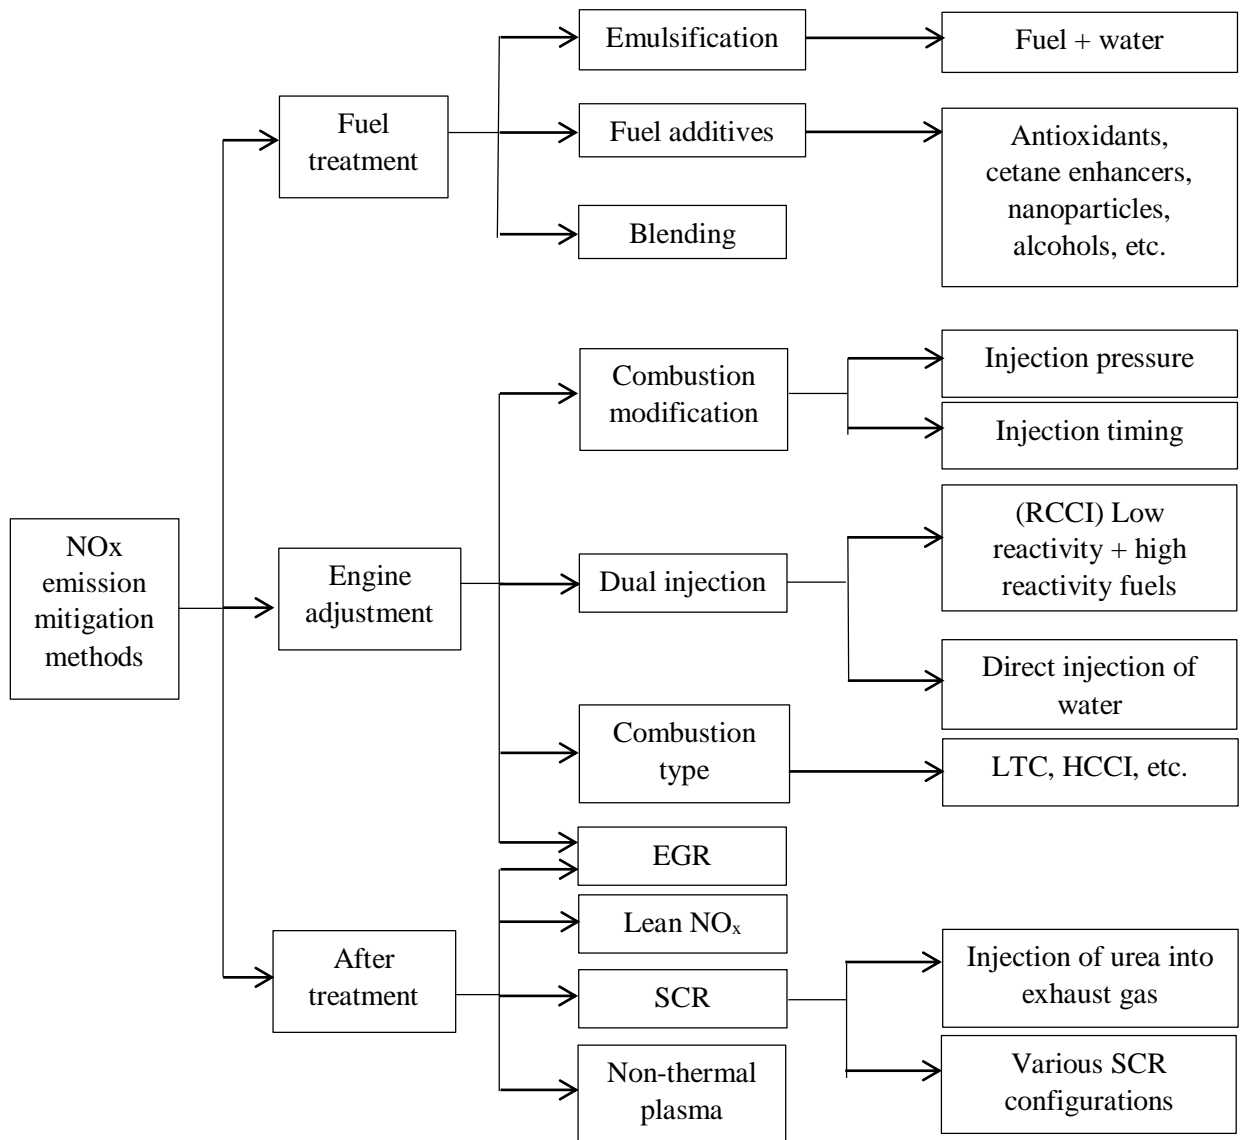 Emulsification
Fuel + water
Fuel
treatment
Fuel additives
Antioxidants,
cetane enhancers,
nanoparticles,
alcohols, etc.
Blending
Combustion
modification
Injection pressure
Injection timing
NOx
emission
mitigation
methods
Engine
adjustment
Dual injection
(RCCI) Low
reactivity + high
reactivity fuels
Direct injection of
water
Combustion
type
LTC, HCCI, etc.
EGR
Lean NOₓ
After
treatment
SCR
Injection of urea into
exhaust gas
Various SCR
configurations
Non-thermal
plasma